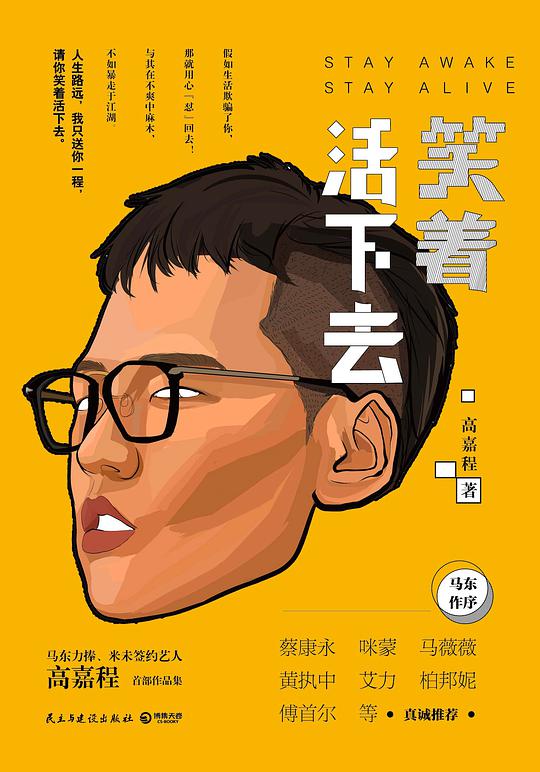 STAY AWAKE
STAY ALIVE
笑着
活下去
假如生活欺骗了你，
那就用心「怼」回去！
与其在不爽中麻木，
不如暴走于江湖。
人生路远，我只送你一程，
请你笑着活下去。
高嘉程 著
马东
作序
蔡康永 咪蒙 马薇薇
黄执中 艾力 柏邦妮
傅首尔 等 • 真诚推荐 •
马东力捧、米未签约艺人
高嘉程 首部作品集
民主与建设出版社 博集天卷
CS-BOOKY